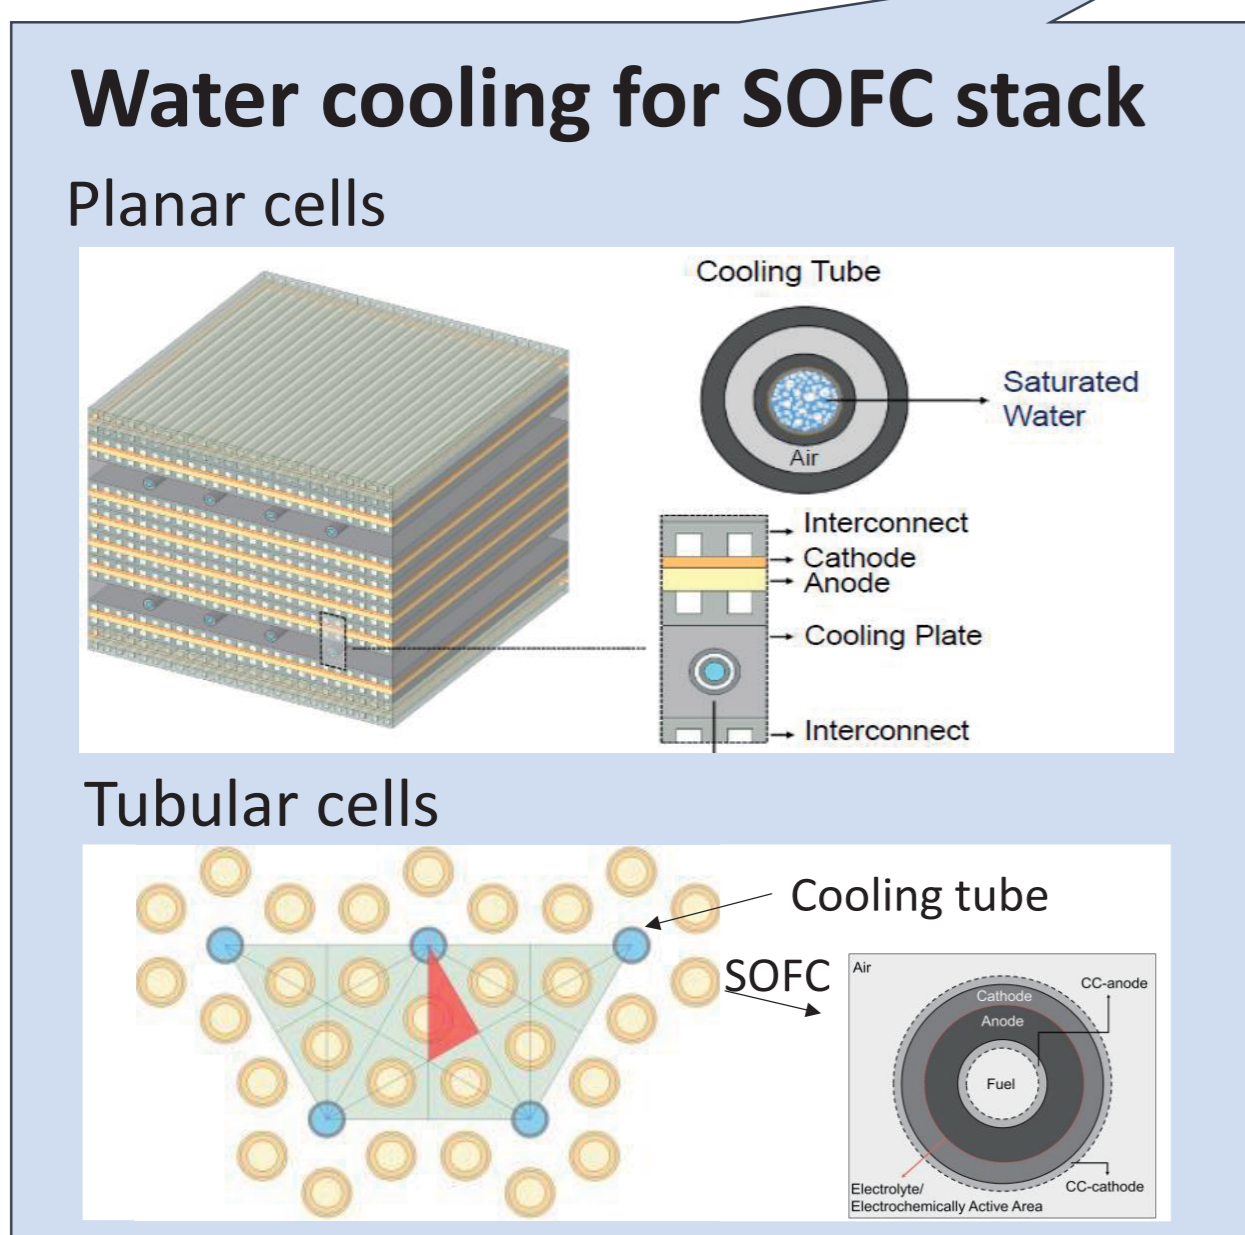 Water cooling for SOFC stack
Planar cells
Cooling Tube
Saturated
Water
Air
Interconnect
Cathode
Anode
Cooling Plate
Interconnect
Tubular cells
Cooling tube
SOFC
Air
CC-anode
Cathode
Anode
Fuel
CC-cathode
Electrolyte/
Electrochemically Active Area